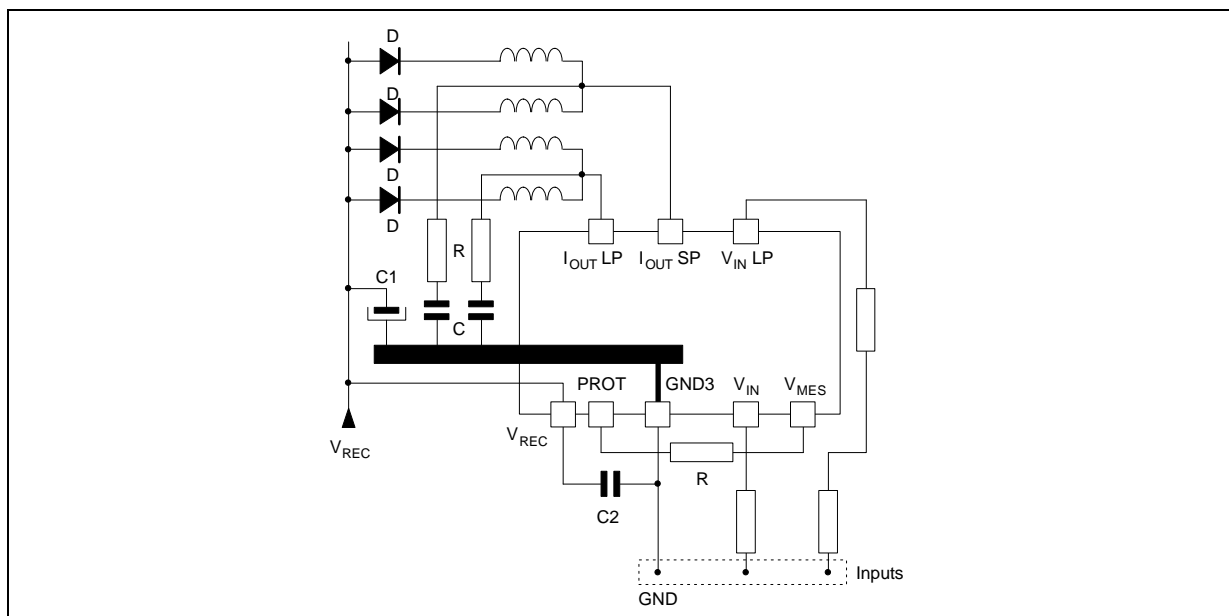 D
D
D
D
R
C1
C
I_OUT LP
I_OUT SP
V_IN LP
PROT
GND3
V_IN
V_MES
V_REC
V_REC
R
C2
Inputs
GND